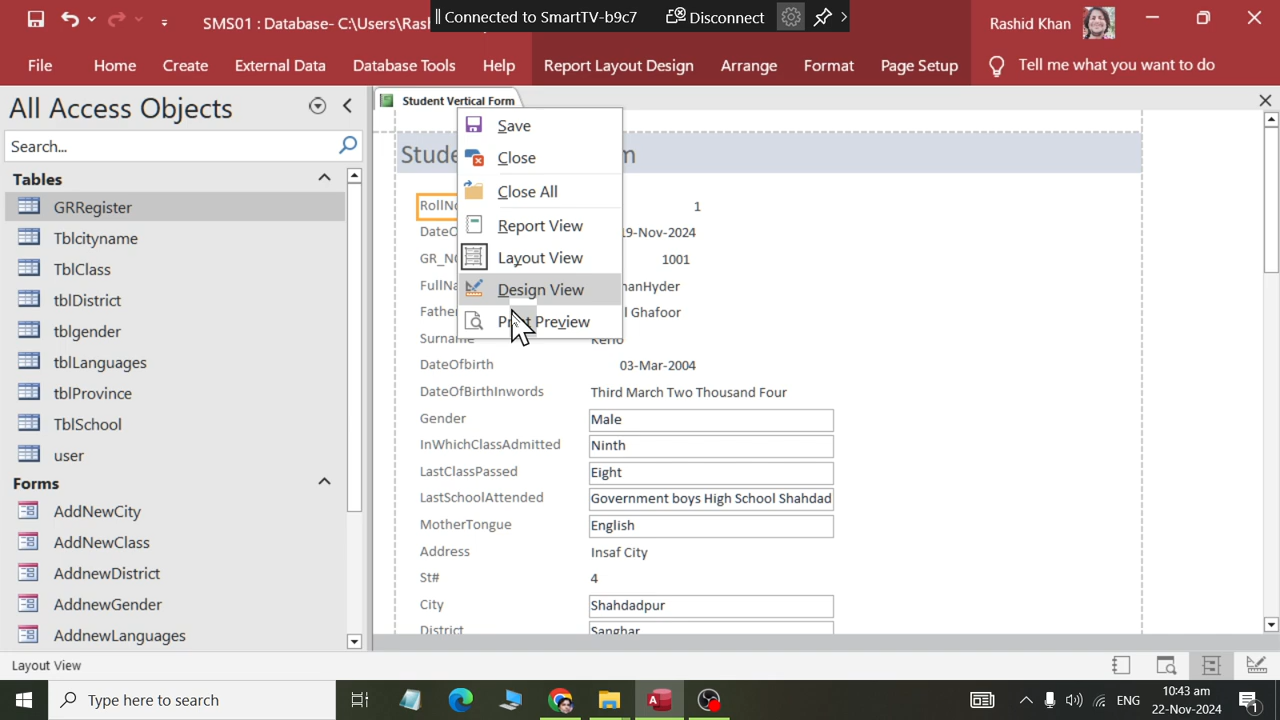 SMS01 : Database- C:\Users\Ras
Connected to SmartTV-b9c7
Disconnect
Rashid Khan
File
Home
Create
External Data
Database Tools
Help
Report Layout Design
Arrange
Format
Page Setup
Tell me what you want to do
All Access Objects
Search...
Tables
GRRegister
Tblcityname
TblClass
tblDistrict
tblgender
tblLanguages
tblProvince
TblSchool
user
Forms
AddNewCity
AddNewClass
AddnewDistrict
AddnewGender
AddnewLanguages
Student Vertical Form
Save
Close
Close All
Report View
Layout View
Design View
Print Preview
RollNo 1
19-Nov-2024
1001
Surname
DateOfbirth 03-Mar-2004
DateOfBirthInwords Third March Two Thousand Four
Gender Male
InWhichClassAdmitted Ninth
LastClassPassed Eight
LastSchoolAttended Government boys High School Shahdad
MotherTongue English
Address Insaf City
St# 4
City Shahdadpur
District Sanghar
Layout View
Type here to search
ENG
10:43 am
22-Nov-2024
1